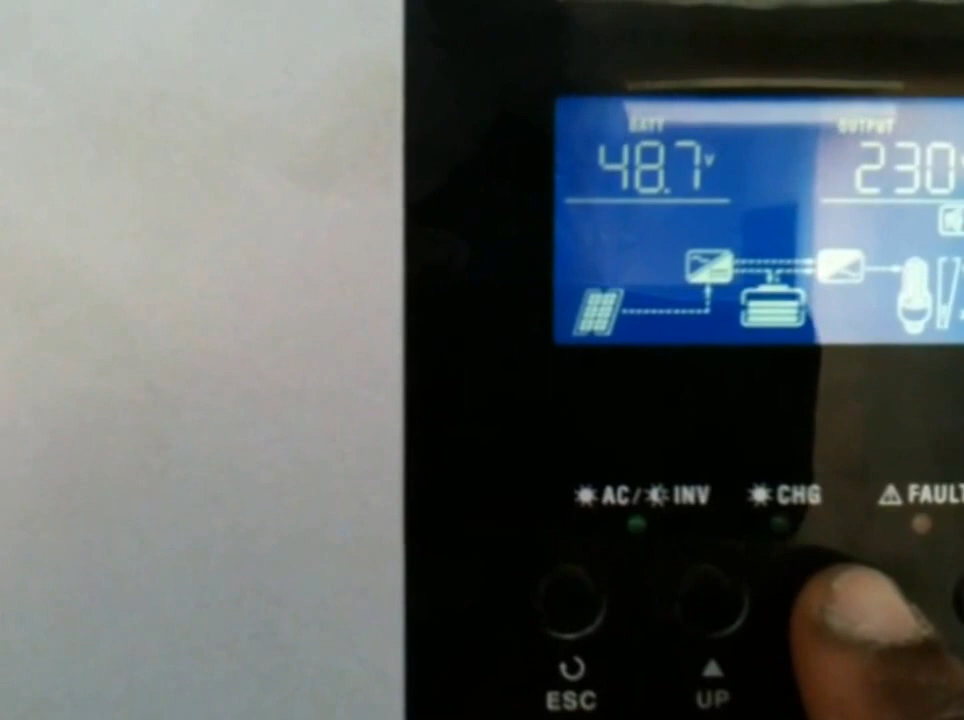 BATT OUTPUT
48.7v 230
AC/ INV CHG FAULT
ESC UP